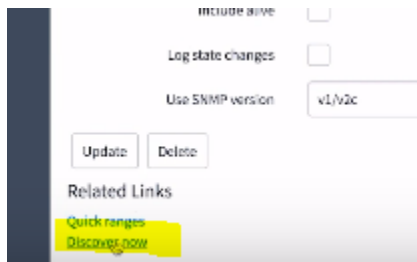 Include alive
Log state changes
Use SNMP version v1/v2c
Update Delete
Related Links
Quick ranges
Discover now